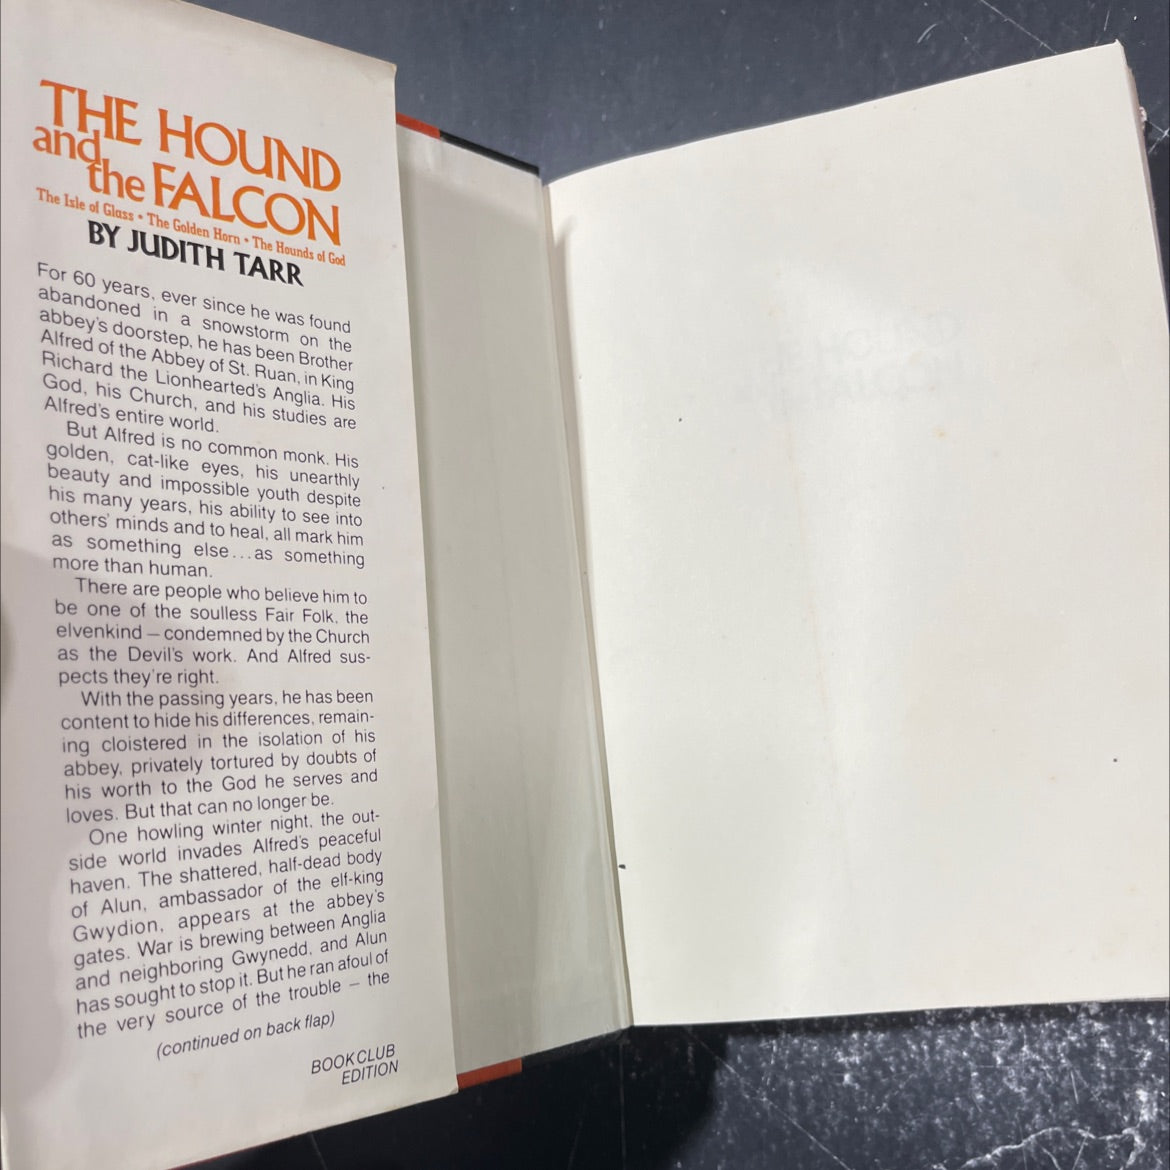 THE HOUND
and the FALCON
The Isle of Glass • The Golden Horn • The Hounds of God
BY JUDITH TARR
For 60 years, ever since he was found
abandoned in a snowstorm on the
abbey's doorstep, he has been Brother
Alfred of the Abbey of St. Ruan, in King
Richard the Lionhearted's Anglia. His
God, his Church, and his studies are
Alfred's entire world.
But Alfred is no common monk. His
golden, cat-like eyes, his unearthly
beauty and impossible youth despite
his many years, his ability to see into
others' minds and to heal, all mark him
as something else...as something
more than human.
There are people who believe him to
be one of the soulless Fair Folk, the
elvenkind – condemned by the Church
as the Devil's work. And Alfred sus-
pects they're right.
With the passing years, he has been
content to hide his differences, remain-
ing cloistered in the isolation of his
abbey, privately tortured by doubts of
his worth to the God he serves and
loves. But that can no longer be.
One howling winter night, the out-
side world invades Alfred's peaceful
haven. The shattered, half-dead body
of Alun, ambassador of the elf-king
Gwydion, appears at the abbey's
gates. War is brewing between Anglia
and neighboring Gwynedd, and Alun
has sought to stop it. But he ran afoul of
the very source of the trouble – the
(continued on back flap)
BOOK CLUB
EDITION